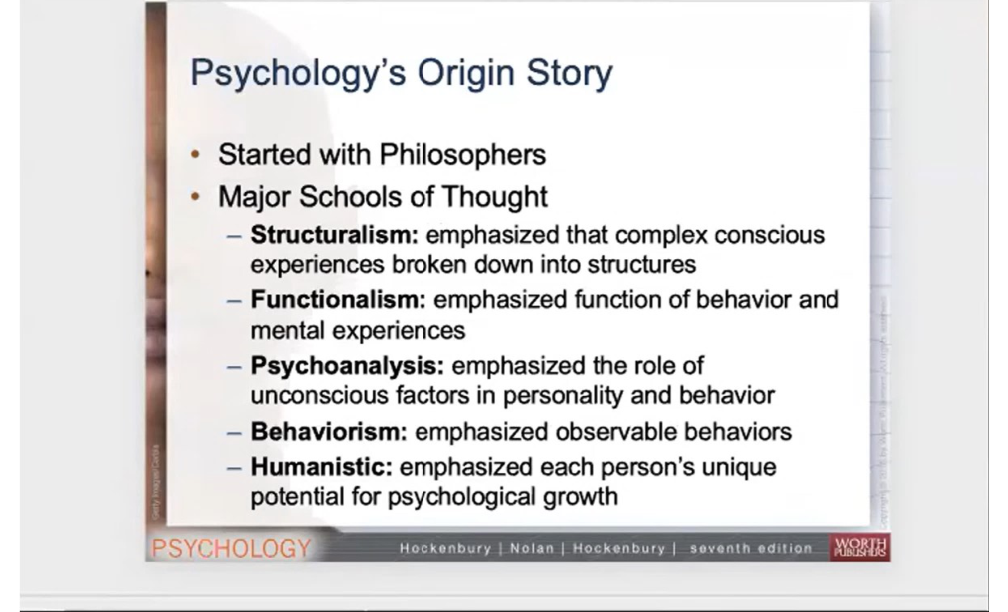 Psychology's Origin Story
• Started with Philosophers
• Major Schools of Thought
– Structuralism: emphasized that complex conscious
experiences broken down into structures
– Functionalism: emphasized function of behavior and
mental experiences
– Psychoanalysis: emphasized the role of
unconscious factors in personality and behavior
– Behaviorism: emphasized observable behaviors
– Humanistic: emphasized each person's unique
potential for psychological growth
Getty Images/Corbis
PSYCHOLOGY
Hockenbury | Nolan | Hockenbury | seventh edition
WORTH
PUBLISHERS